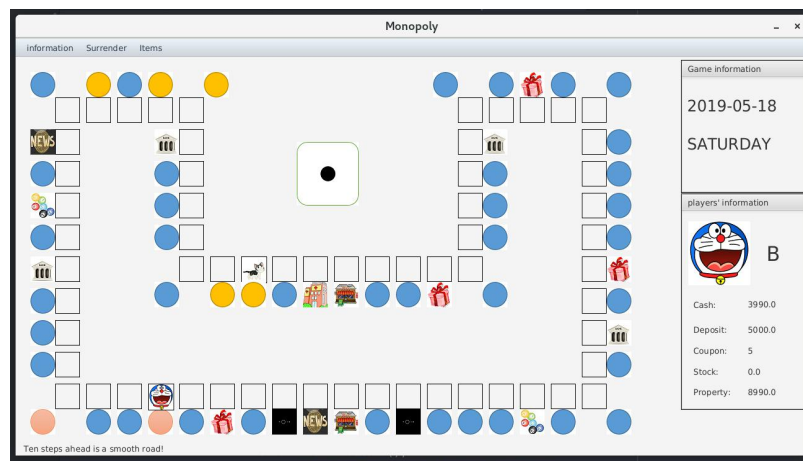 Monopoly
information Surrender Items
Game information
2019-05-18
SATURDAY
players' information
B
Cash: 3990.0
Deposit: 5000.0
Coupon: 5
Stock: 0.0
Property: 8990.0
NEWS
NEWS
Ten steps ahead is a smooth road!